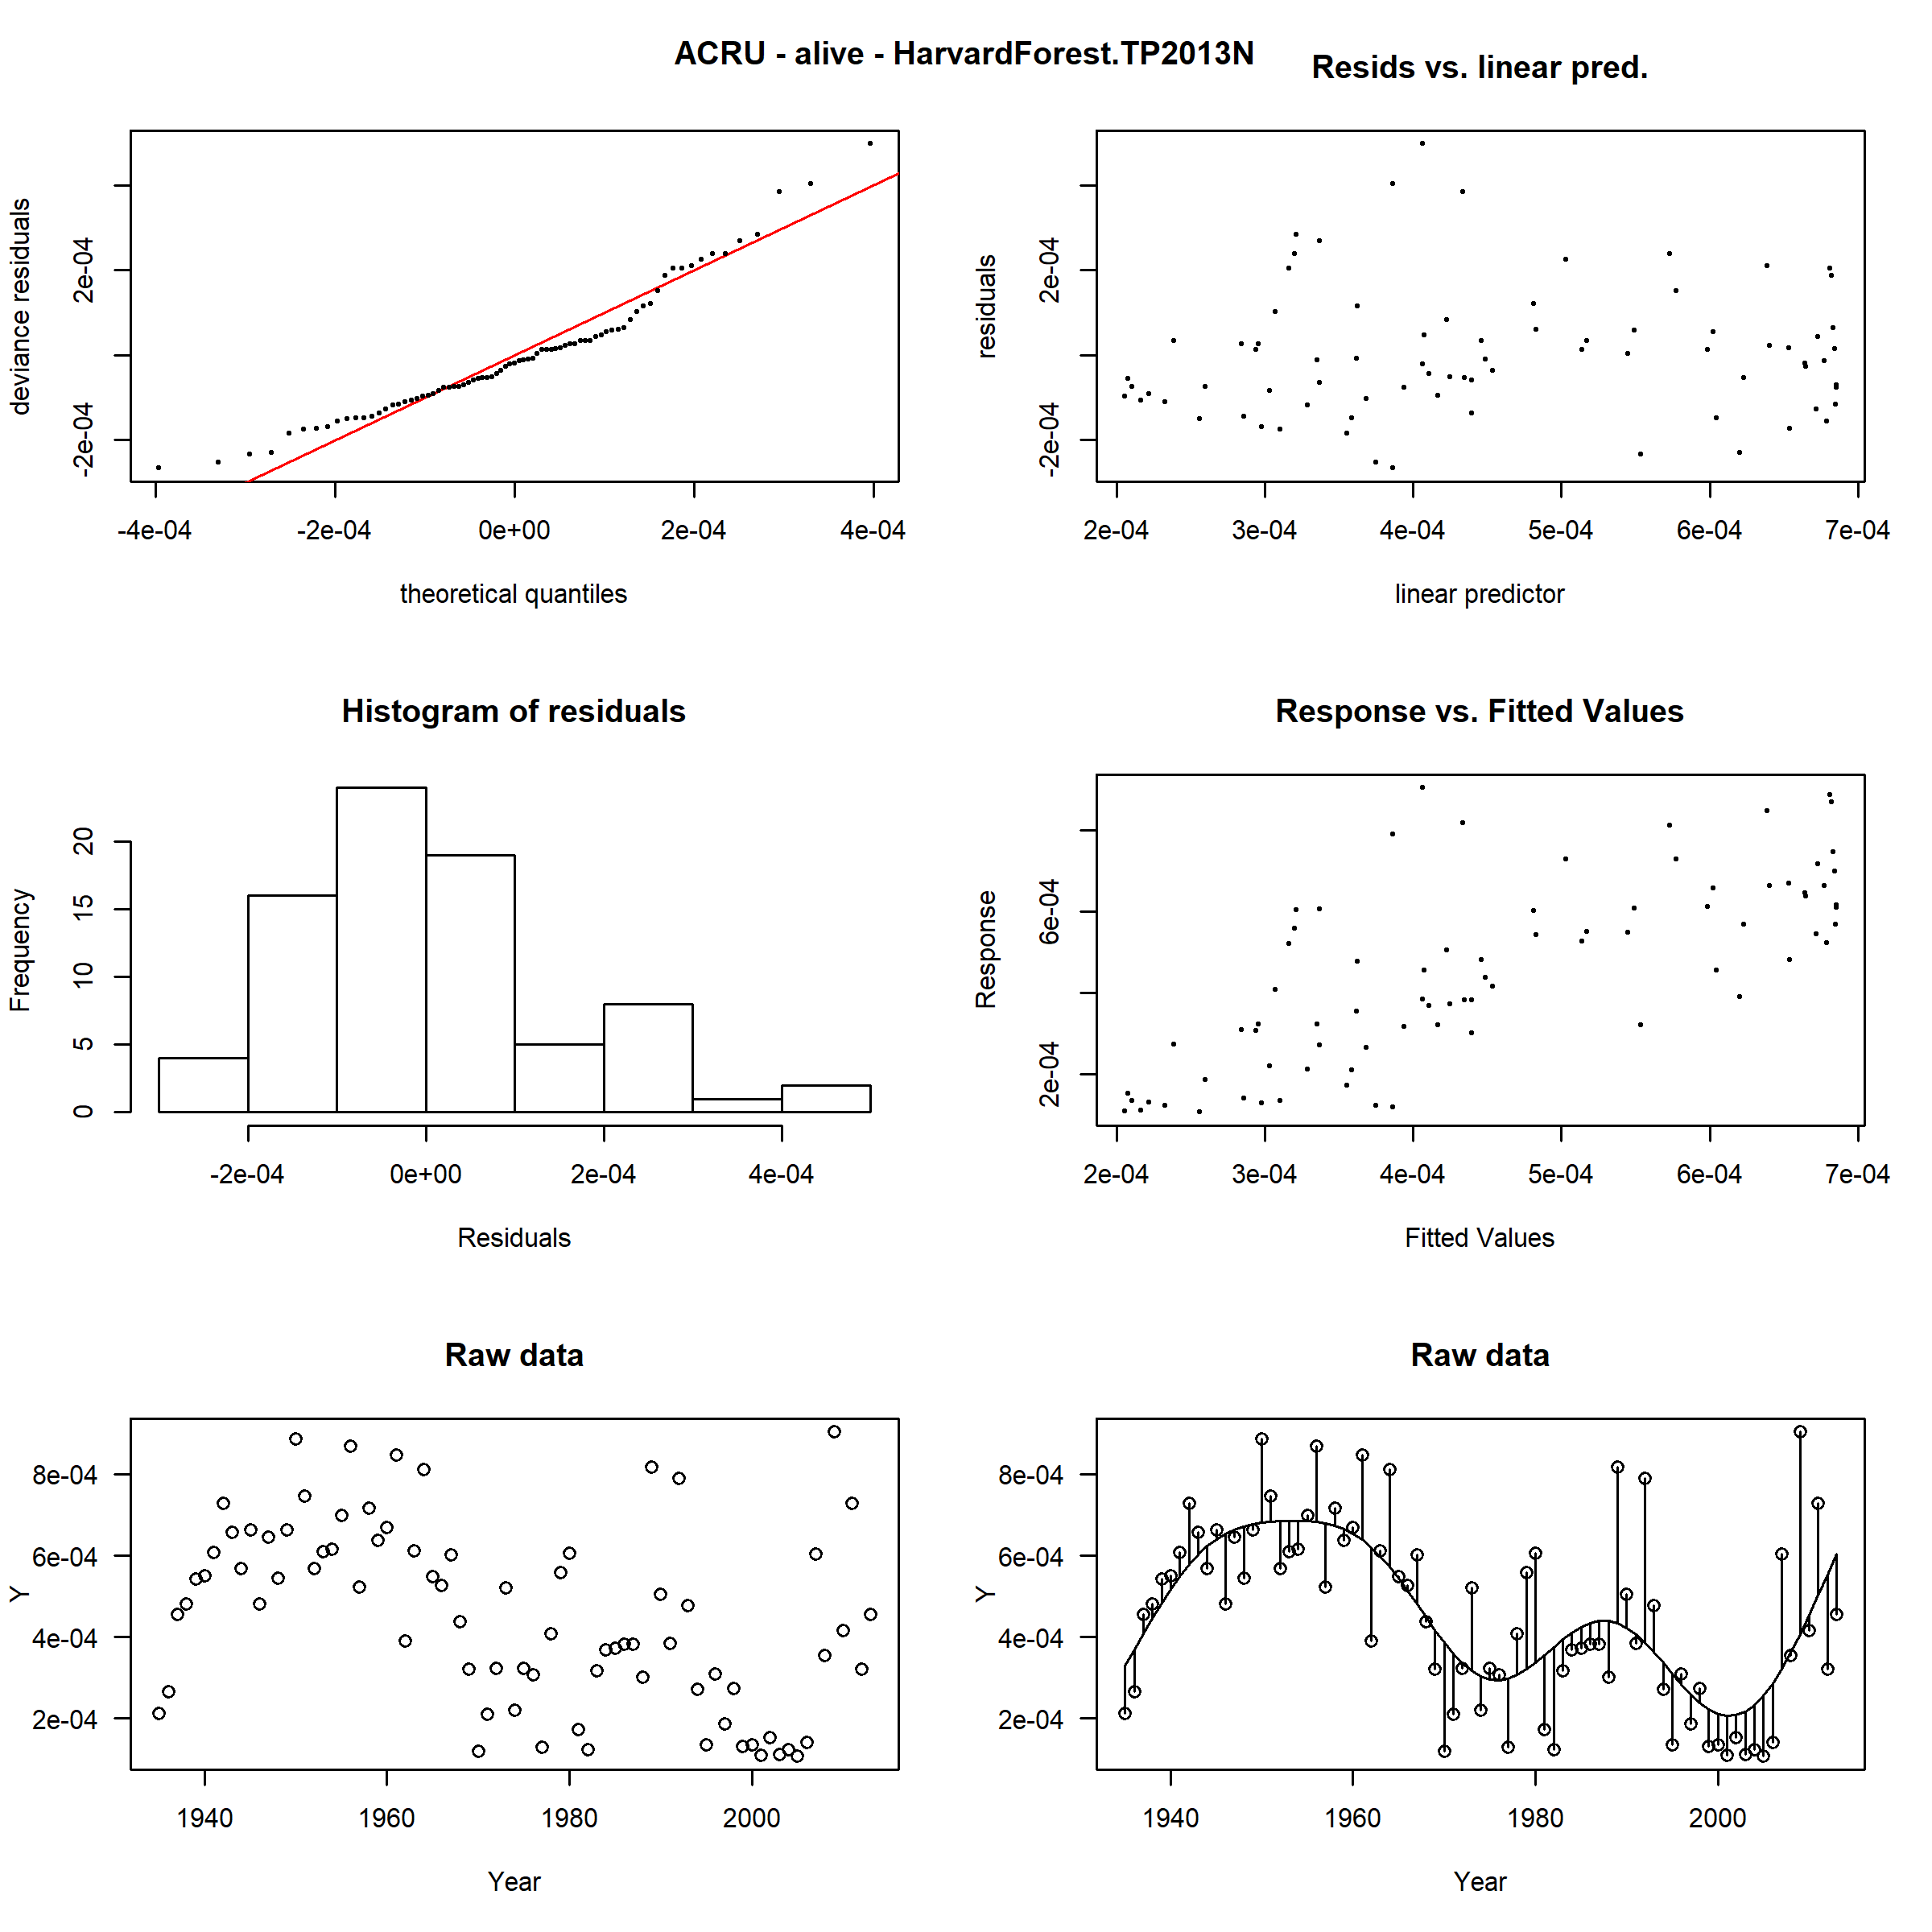 ACRU - alive - HarvardForest.TP2013N
Resids vs. linear pred.
deviance residuals
-2e-04 2e-04
-4e-04 -2e-04 0e+00 2e-04 4e-04
theoretical quantiles
residuals
-2e-04 2e-04
2e-04 3e-04 4e-04 5e-04 6e-04 7e-04
linear predictor
Histogram of residuals
Frequency
0 5 10 15 20
-2e-04 0e+00 2e-04 4e-04
Residuals
Response vs. Fitted Values
Response
2e-04 6e-04
2e-04 3e-04 4e-04 5e-04 6e-04 7e-04
Fitted Values
Raw data
Y
8e-04
6e-04
4e-04
2e-04
1940 1960 1980 2000
Year
Raw data
Y
8e-04
6e-04
4e-04
2e-04
1940 1960 1980 2000
Year